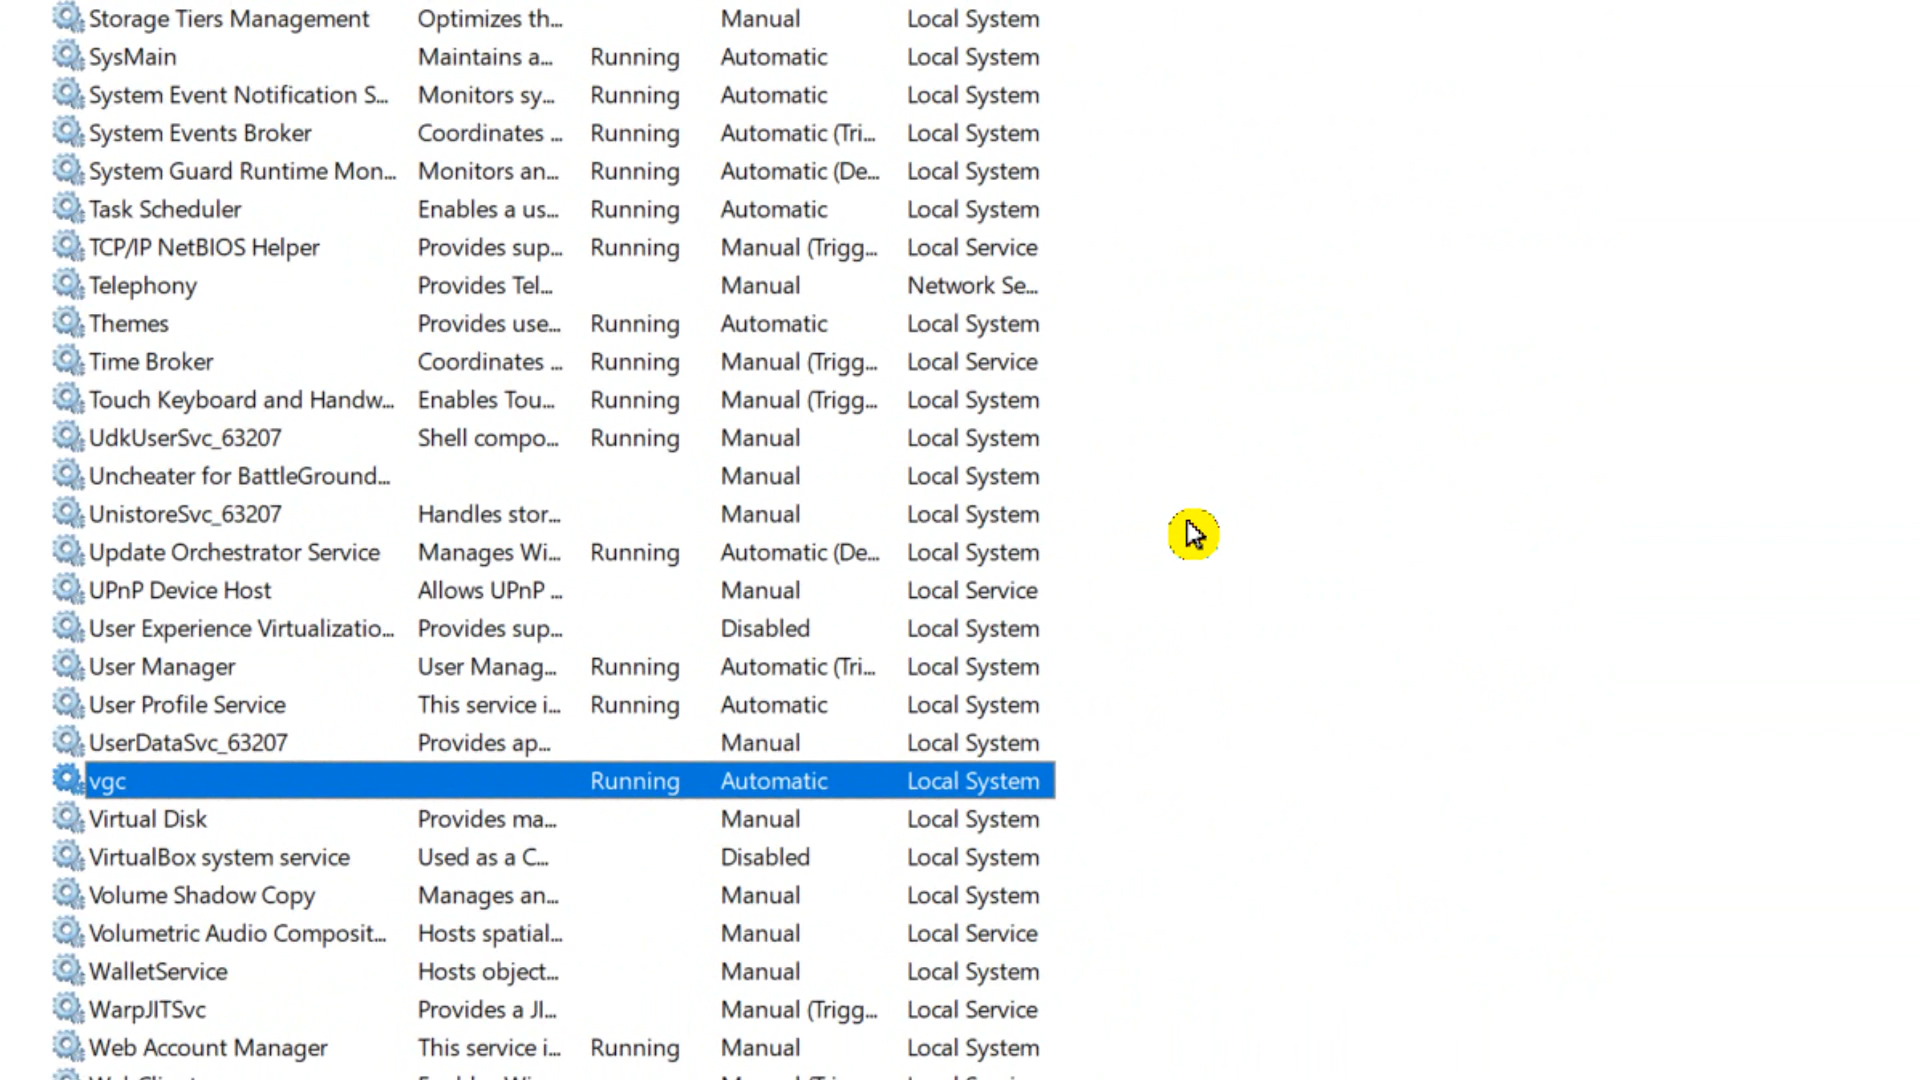 Storage Tiers Management Optimizes th... Manual Local System
SysMain Maintains a... Running Automatic Local System
System Event Notification S... Monitors sy... Running Automatic Local System
System Events Broker Coordinates ... Running Automatic (Tri... Local System
System Guard Runtime Mon... Monitors an... Running Automatic (De... Local System
Task Scheduler Enables a us... Running Automatic Local System
TCP/IP NetBIOS Helper Provides sup... Running Manual (Trigg... Local Service
Telephony Provides Tel... Manual Network Se...
Themes Provides use... Running Automatic Local System
Time Broker Coordinates ... Running Manual (Trigg... Local Service
Touch Keyboard and Handw... Enables Tou... Running Manual (Trigg... Local System
UdkUserSvc_63207 Shell compo... Running Manual Local System
Uncheater for BattleGround... Manual Local System
UnistoreSvc_63207 Handles stor... Manual Local System
Update Orchestrator Service Manages Wi... Running Automatic (De... Local System
UPnP Device Host Allows UPnP ... Manual Local Service
User Experience Virtualizatio... Provides sup... Disabled Local System
User Manager User Manag... Running Automatic (Tri... Local System
User Profile Service This service i... Running Automatic Local System
UserDataSvc_63207 Provides ap... Manual Local System
vgc Running Automatic Local System
Virtual Disk Provides ma... Manual Local System
VirtualBox system service Used as a C... Disabled Local System
Volume Shadow Copy Manages an... Manual Local System
Volumetric Audio Composit... Hosts spatial... Manual Local Service
WalletService Hosts object... Manual Local System
WarpJITSvc Provides a JI... Manual (Trigg... Local Service
Web Account Manager This service i... Running Manual Local System